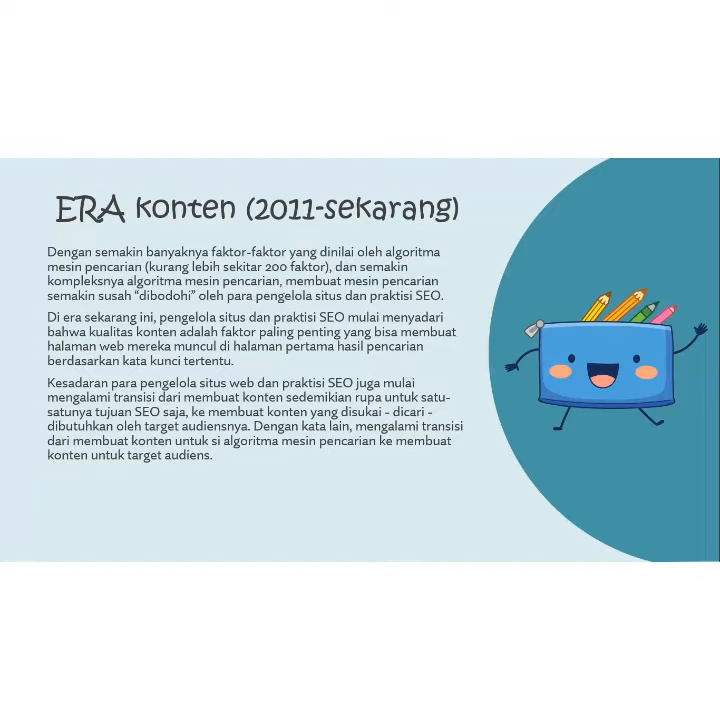 ERA konten (2011-sekarang)
Dengan semakin banyaknya faktor-faktor yang dinilai oleh algoritma
mesin pencarian (kurang lebih sekitar 200 faktor), dan semakin
kompleksnya algoritma mesin pencarian, membuat mesin pencarian
semakin susah “dibodohi” oleh para pengelola situs dan praktisi SEO.
Di era sekarang ini, pengelola situs dan praktisi SEO mulai menyadari
bahwa kualitas konten adalah faktor paling penting yang bisa membuat
halaman web mereka muncul di halaman pertama hasil pencarian
berdasarkan kata kunci tertentu.
Kesadaran para pengelola situs web dan praktisi SEO juga mulai
mengalami transisi dari membuat konten sedemikian rupa untuk satu-
satunya tujuan SEO saja, ke membuat konten yang disukai - dicari -
dibutuhkan oleh target audiensnya. Dengan kata lain, mengalami transisi
dari membuat konten untuk si algoritma mesin pencarian ke membuat
konten untuk target audiens.